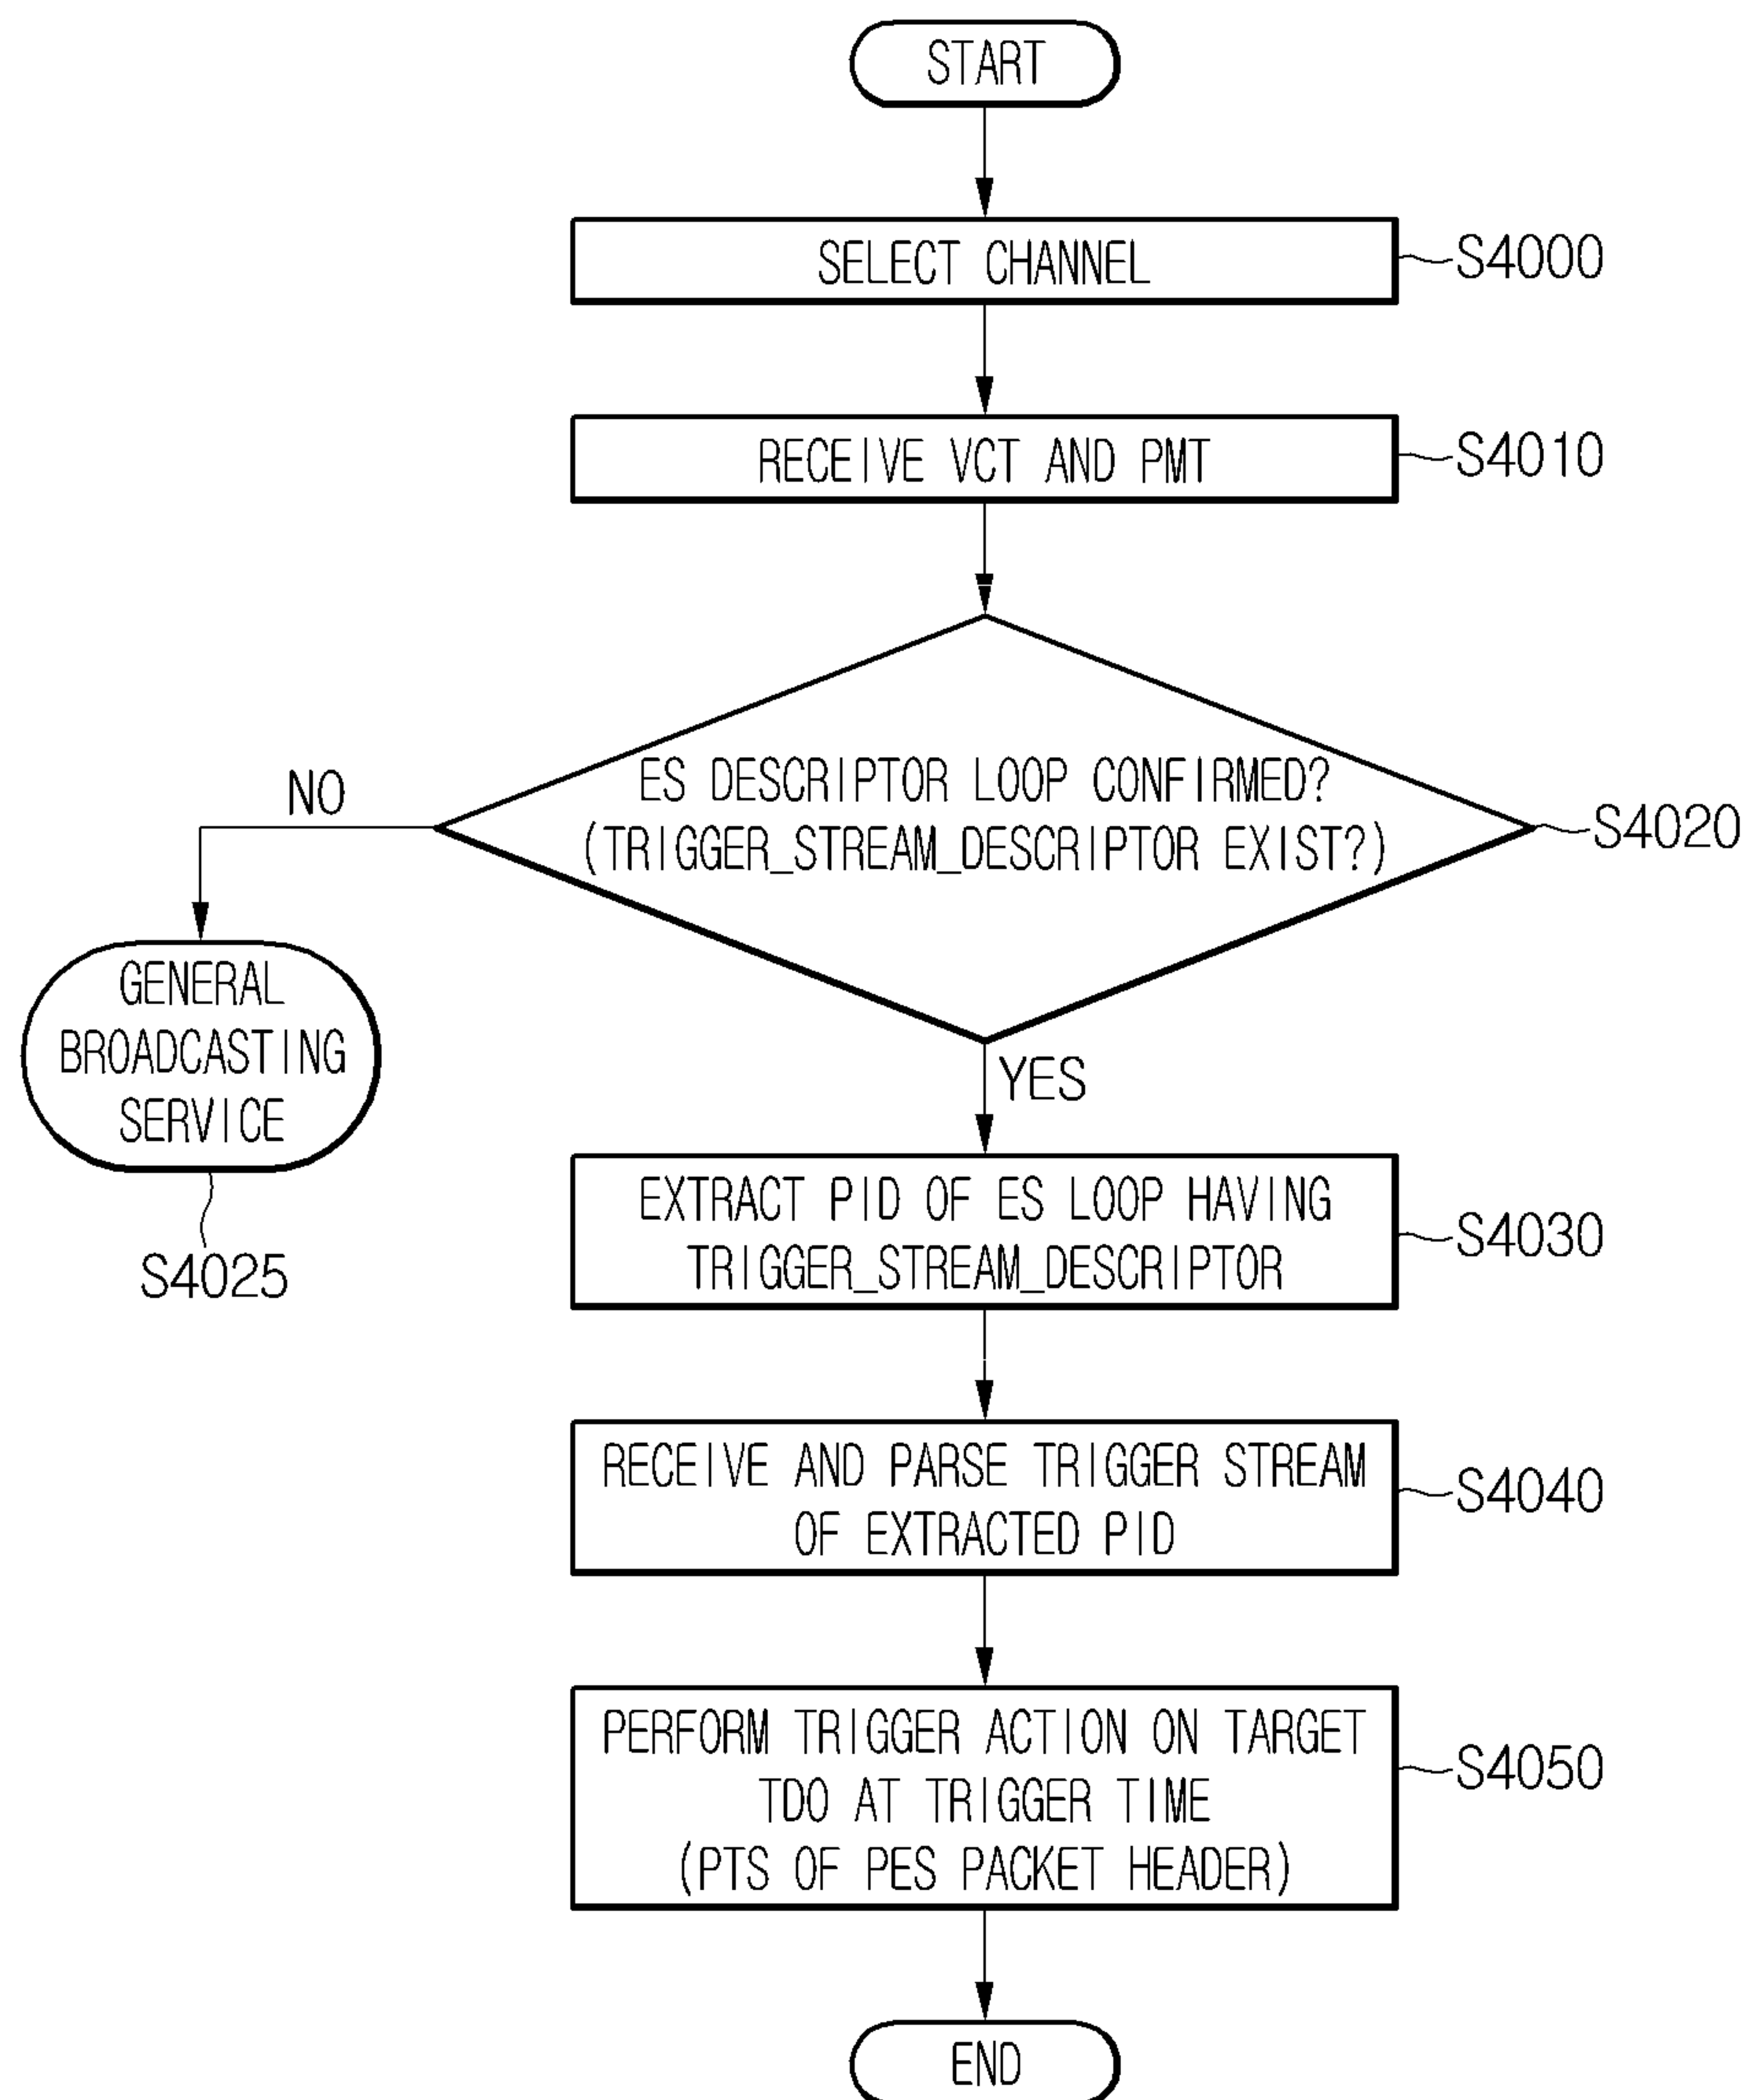 START
SELECT CHANNEL
S4000
RECEIVE VCT AND PMT
S4010
ES DESCRIPTOR LOOP CONFIRMED?
(TRIGGER_STREAM_DESCRIPTOR EXIST?)
S4020
NO
GENERAL
BROADCASTING
SERVICE
S4025
YES
EXTRACT PID OF ES LOOP HAVING
TRIGGER_STREAM_DESCRIPTOR
S4030
RECEIVE AND PARSE TRIGGER STREAM
OF EXTRACTED PID
S4040
PERFORM TRIGGER ACTION ON TARGET
TDO AT TRIGGER TIME
(PTS OF PES PACKET HEADER)
S4050
END